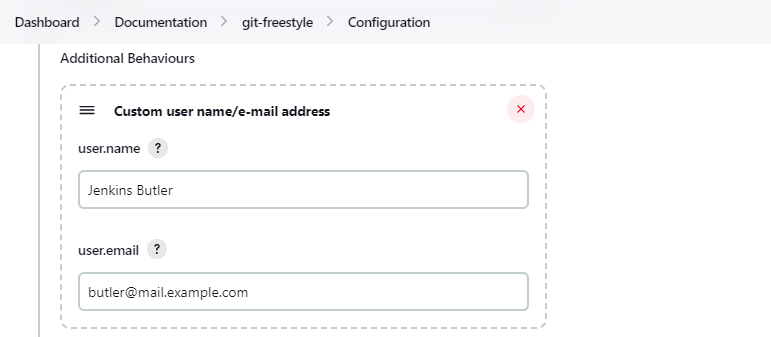 Dashboard > Documentation > git-freestyle > Configuration
Additional Behaviours
Custom user name/e-mail address
user.name ?
Jenkins Butler
user.email ?
butler@mail.example.com